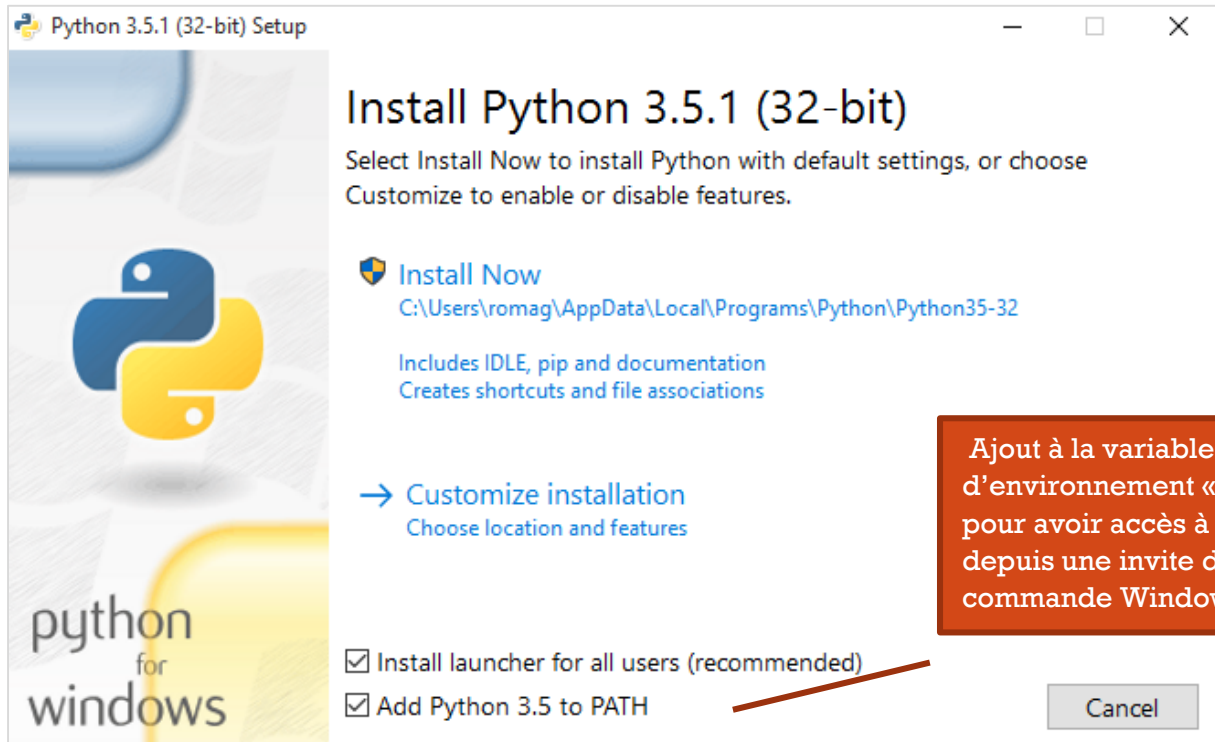 Python 3.5.1 (32-bit) Setup
Install Python 3.5.1 (32-bit)
Select Install Now to install Python with default settings, or choose
Customize to enable or disable features.
Install Now
C:\Users\romag\AppData\Local\Programs\Python\Python35-32
Includes IDLE, pip and documentation
Creates shortcuts and file associations
Customize installation
Choose location and features
Ajout à la variable
d’environnement «
pour avoir accès à
depuis une invite d
commande Window
python
for
windows
Install launcher for all users (recommended)
Add Python 3.5 to PATH
Cancel